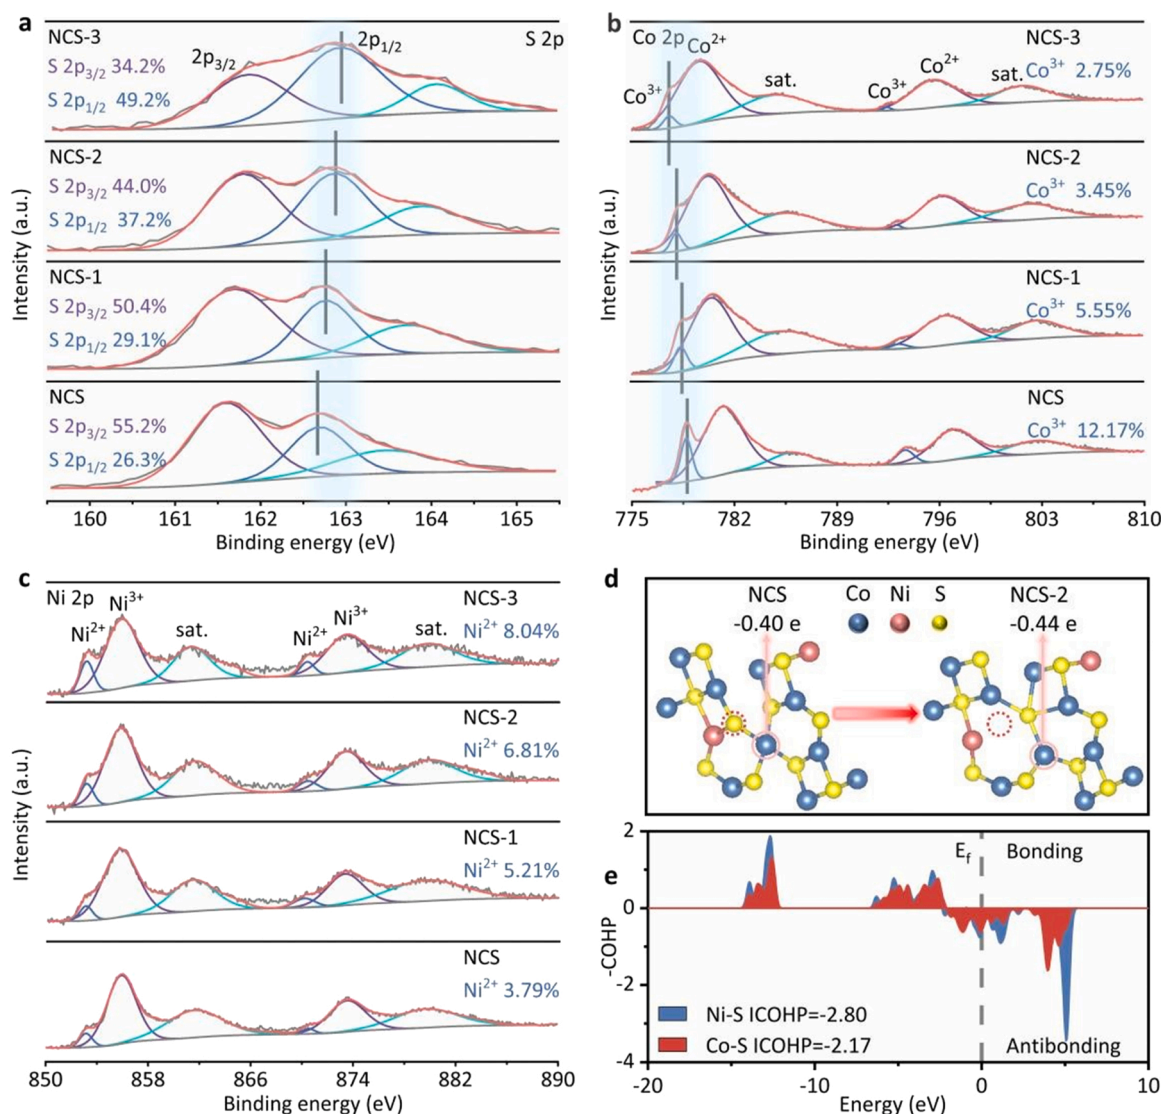 a
NCS-3
S 2p3/2 34.2%
S 2p1/2 49.2%
2p3/2
2p1/2
S 2p
NCS-2
S 2p3/2 44.0%
S 2p1/2 37.2%
NCS-1
S 2p3/2 50.4%
S 2p1/2 29.1%
NCS
S 2p3/2 55.2%
S 2p1/2 26.3%
Intensity (a.u.)
160 161 162 163 164 165
Binding energy (eV)
b
Co 2p
Co3+
Co2+
sat.
Co3+
Co2+
sat.
NCS-3
Co3+ 2.75%
NCS-2
Co3+ 3.45%
NCS-1
Co3+ 5.55%
NCS
Co3+ 12.17%
Intensity (a.u.)
775 782 789 796 803 810
Binding energy (eV)
c
Ni 2p
Ni2+
Ni3+
sat.
Ni2+
Ni3+
sat.
NCS-3
Ni2+ 8.04%
NCS-2
Ni2+ 6.81%
NCS-1
Ni2+ 5.21%
NCS
Ni2+ 3.79%
Intensity (a.u.)
850 858 866 874 882 890
Binding energy (eV)
d
NCS
-0.40 e
Co Ni S
NCS-2
-0.44 e
e
Ef
Bonding
Antibonding
Ni-S ICOHP=-2.80
Co-S ICOHP=-2.17
-COHP
2
0
-2
-4
-20 -10 0 10
Energy (eV)